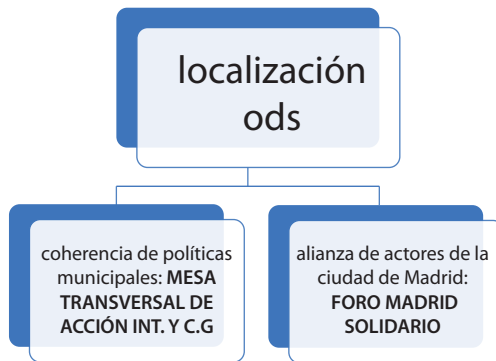 localización
ods
coherencia de políticas
municipales: MESA
TRANSVERSAL DE
ACCIÓN INT. Y C.G
alianza de actores de la
ciudad de Madrid:
FORO MADRID
SOLIDARIO